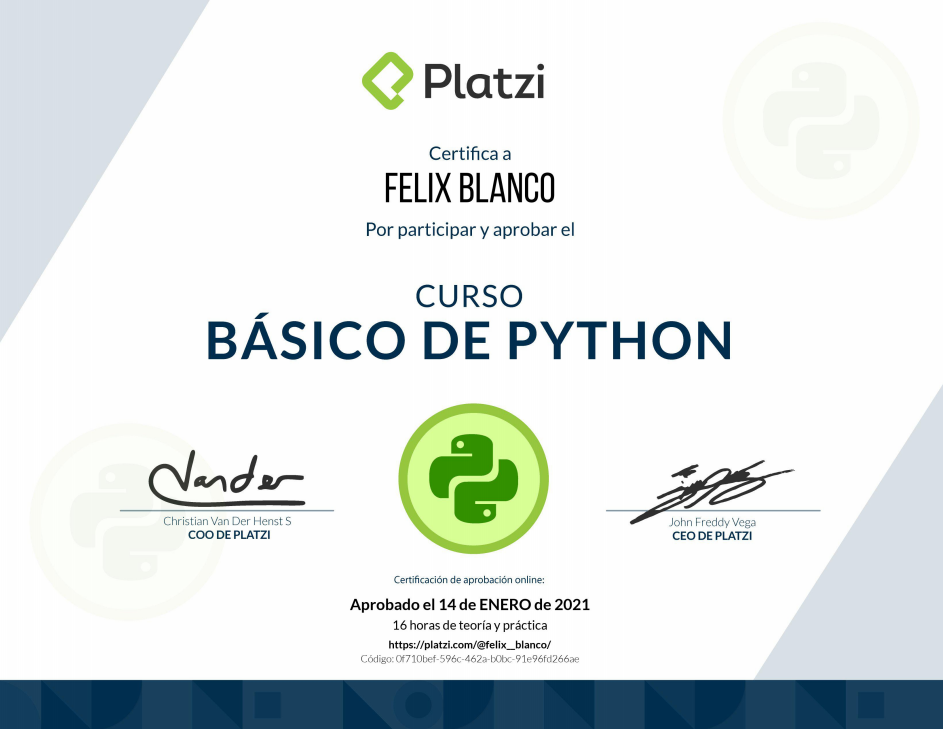 Platzi
Certifica a
FELIX BLANCO
Por participar y aprobar el
CURSO
BÁSICO DE PYTHON
Vander
Christian Van Der Henst S
COO DE PLATZI
John Freddy Vega
CEO DE PLATZI
Certificación de aprobación online:
Aprobado el 14 de ENERO de 2021
16 horas de teoría y práctica
https://platzi.com/@felix__blanco/
Código: 0f710bef-596c-462a-b0bc-91e96fd266ae